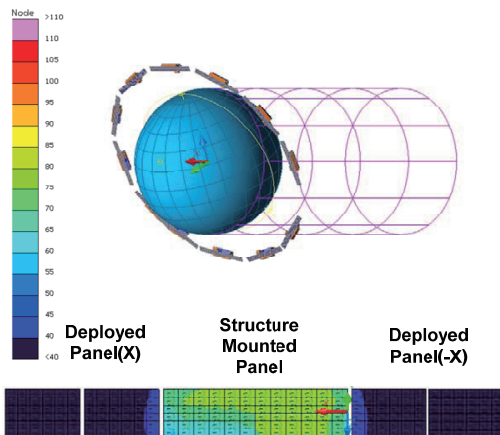 Node
>110
110
105
100
95
90
85
80
75
70
65
60
55
50
45
40
<40
Deployed
Panel(X)
Structure
Mounted
Panel
Deployed
Panel(-X)